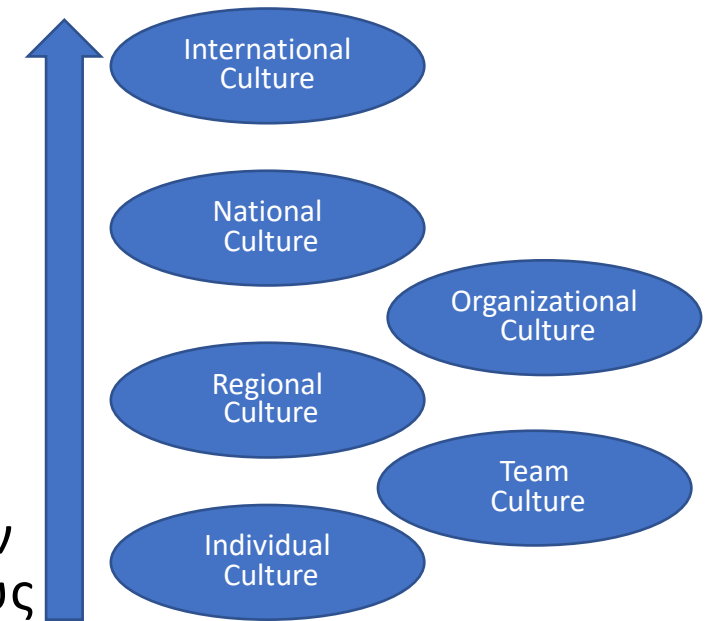 International
Culture
National
Culture
Organizational
Culture
Regional
Culture
Team
Culture
Individual
Culture